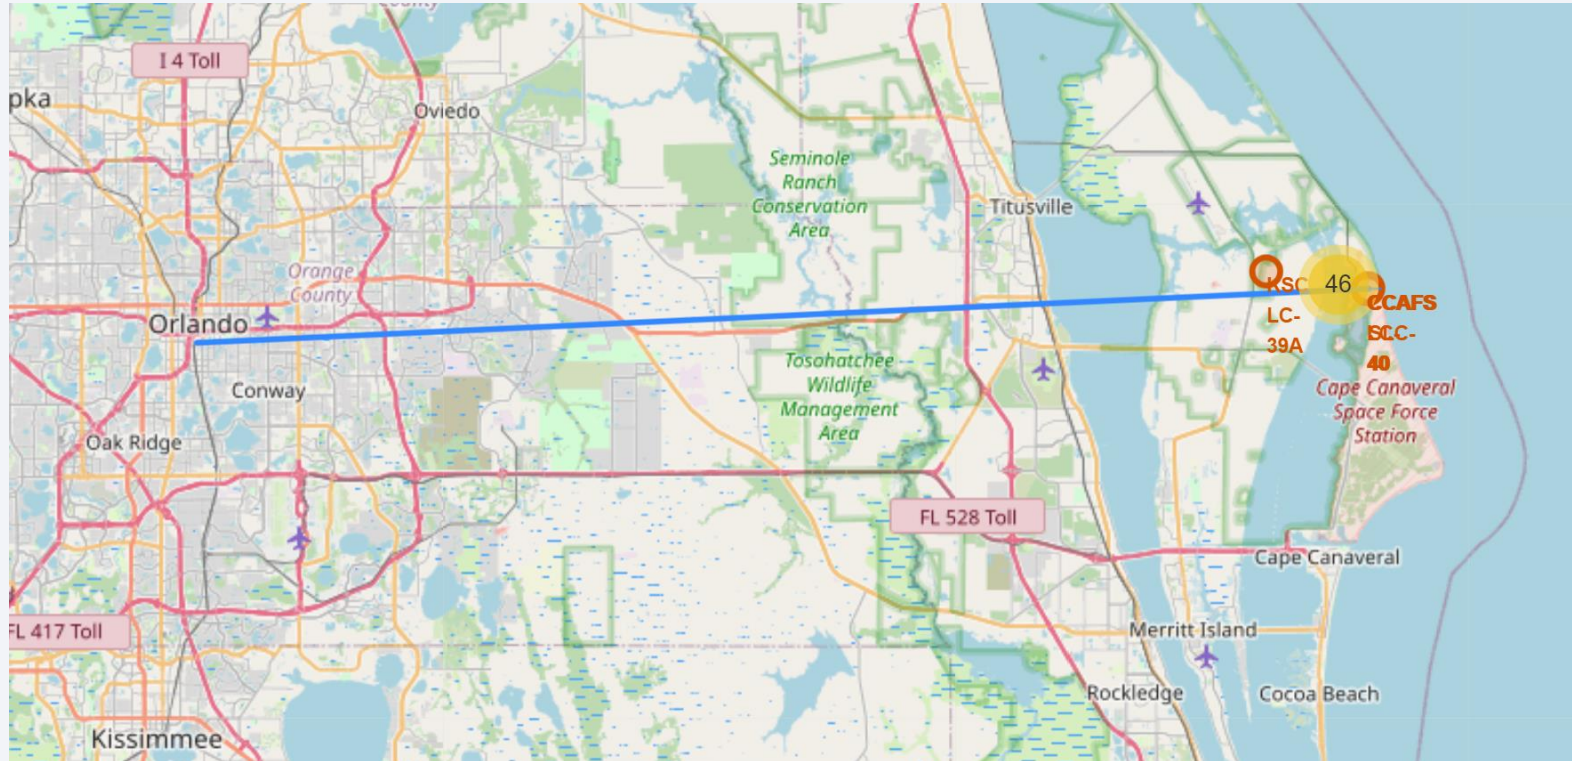 County
I 4 Toll
pka
Oviedo
Seminole
Ranch
Conservation
Area
Titusville
Orange
County
Orlando
46
KSC
LC-
39A
CCAFS
40
Tosohatchee
Wildlife
Management
Area
Cape Canaveral
Space Force
Station
Conway
Oak Ridge
FL 528 Toll
Cape Canaveral
FL 417 Toll
Merritt Island
Rockledge
Cocoa Beach
Kissimmee